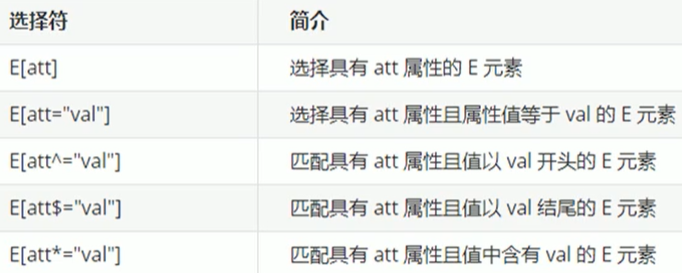 选择符 简介
E[att] 选择具有 att 属性的 E 元素
E[att="val"] 选择具有 att 属性且属性值等于 val 的 E 元素
E[att^="val"] 匹配具有 att 属性且值以 val 开头的 E 元素
E[att$="val"] 匹配具有 att 属性且值以 val 结尾的 E 元素
E[att*="val"] 匹配具有 att 属性且值中含有 val 的 E 元素